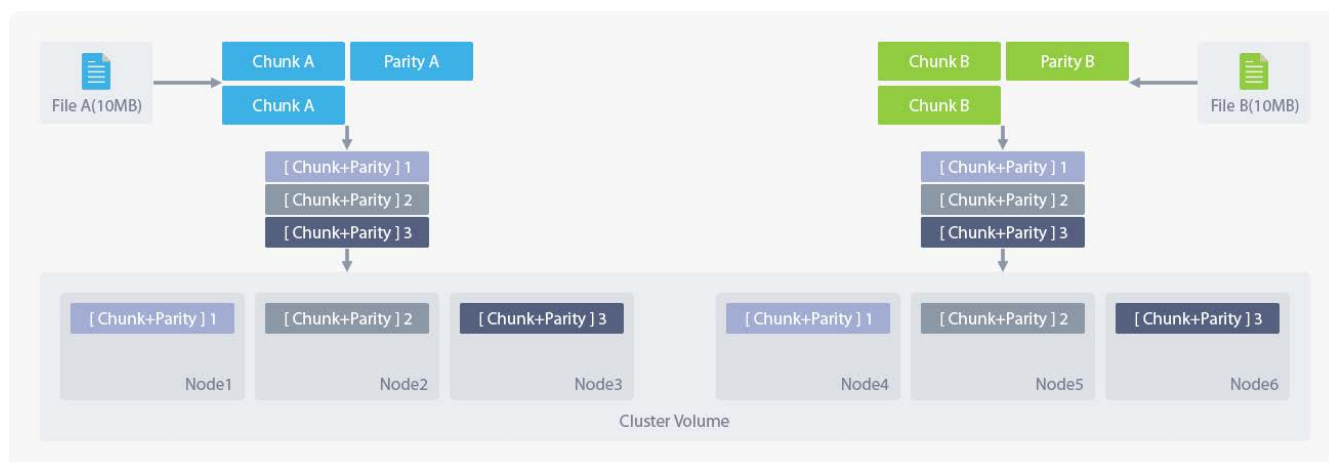 Chunk A
Parity A
File A(10MB)
Chunk A
Chunk B
Parity B
Chunk B
File B(10MB)
[ Chunk+Parity ] 1
[ Chunk+Parity ] 2
[ Chunk+Parity ] 3
[ Chunk+Parity ] 1
[ Chunk+Parity ] 2
[ Chunk+Parity ] 3
[ Chunk+Parity ] 1
Node1
[ Chunk+Parity ] 2
Node2
[ Chunk+Parity ] 3
Node3
[ Chunk+Parity ] 1
Node4
[ Chunk+Parity ] 2
Node5
[ Chunk+Parity ] 3
Node6
Cluster Volume